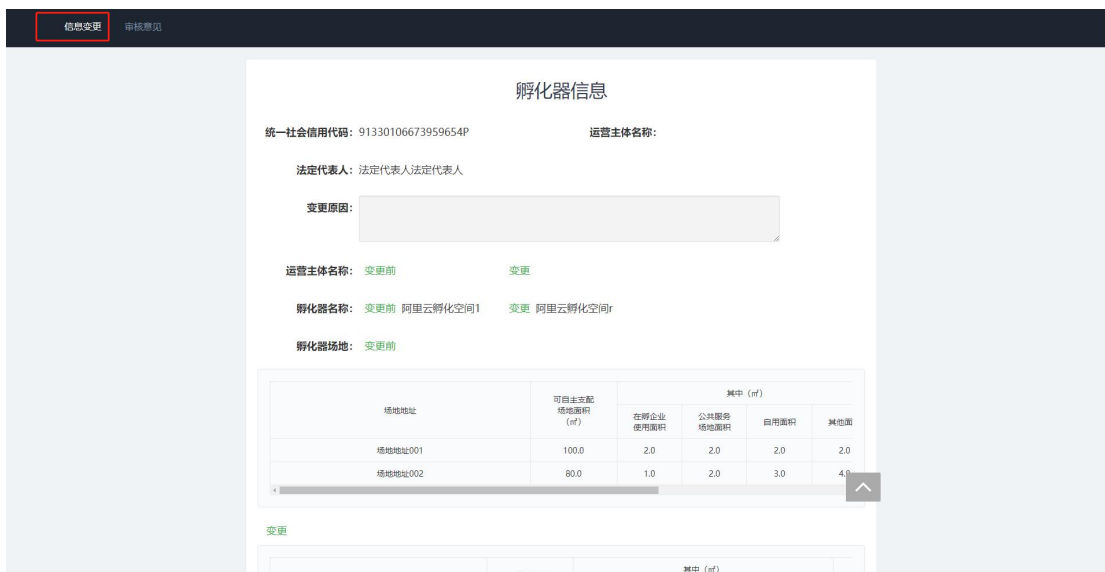 信息变更 审核意见
孵化器信息
统一社会信用代码: 91330106673959654P 运营主体名称:
法定代表人: 法定代表人法定代表人
变更原因:
运营主体名称: 变更前 变更
孵化器名称: 变更前 阿里云孵化空间1 变更 阿里云孵化空间r
孵化器场地: 变更前
场地地址 可自主支配场地面积(㎡) 其中(㎡)
在孵企业使用面积 公共服务场地面积 自用面积 其他面
场地地址001 100.0 2.0 2.0 2.0 2.0
场地地址002 80.0 1.0 2.0 3.0
变更
其中(㎡)